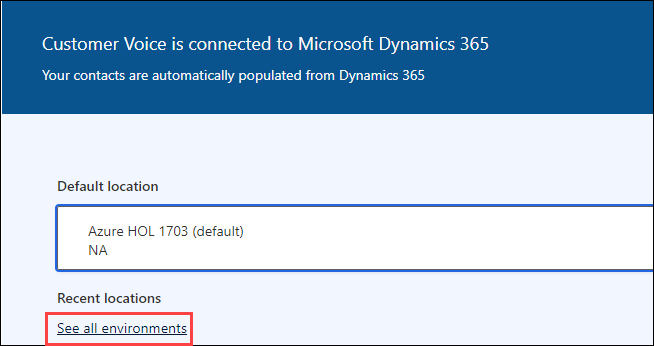 Customer Voice is connected to Microsoft Dynamics 365
Your contacts are automatically populated from Dynamics 365
Default location
Azure HOL 1703 (default)
NA
Recent locations
See all environments